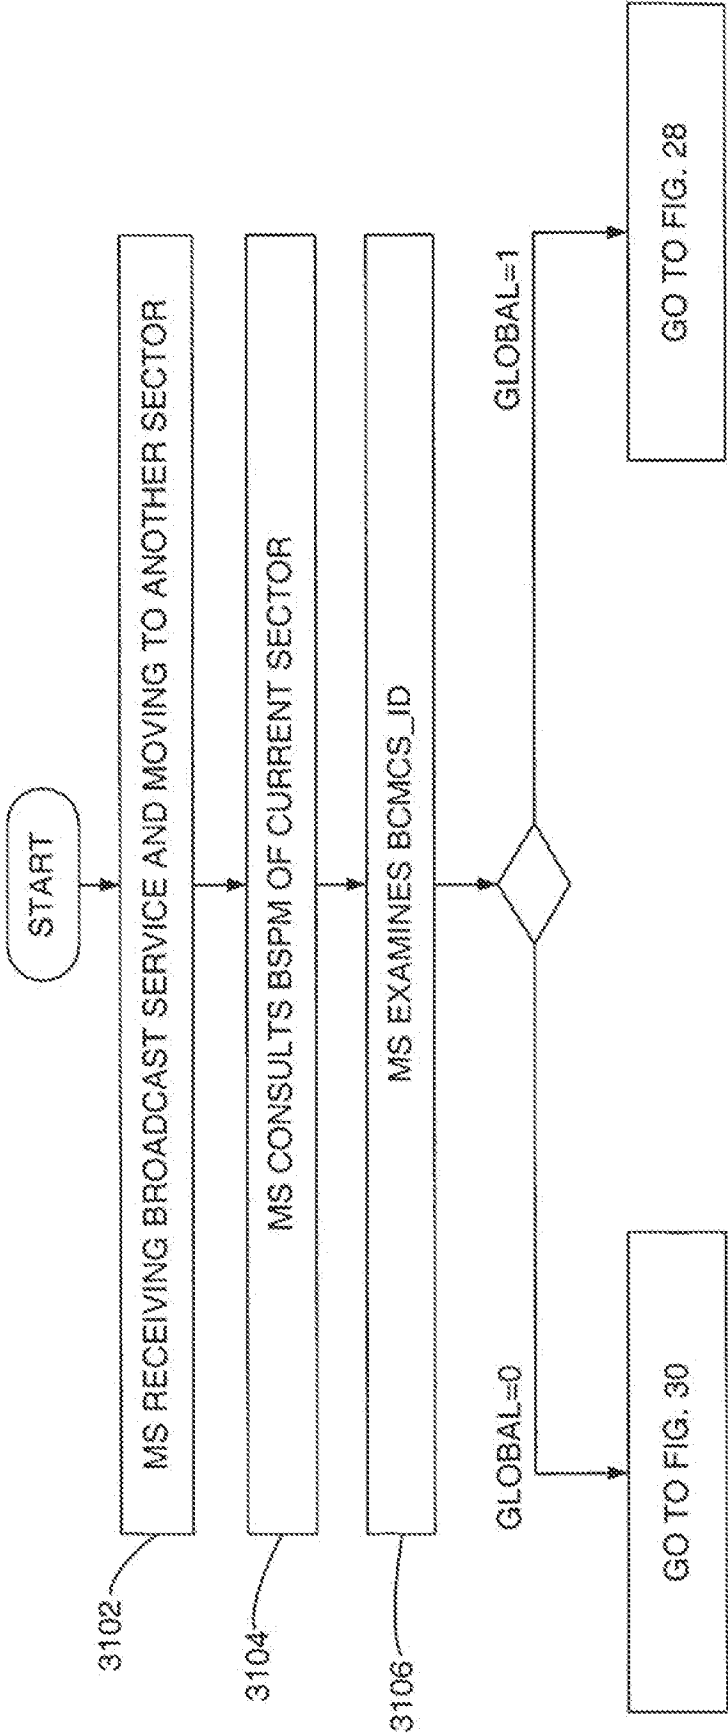 START
3102
MS RECEIVING BROADCAST SERVICE AND MOVING TO ANOTHER SECTOR
3104
MS CONSULTS BSPM OF CURRENT SECTOR
3106
MS EXAMINES BCMCS_ID
GLOBAL=0
GLOBAL=1
GO TO FIG. 30
GO TO FIG. 28